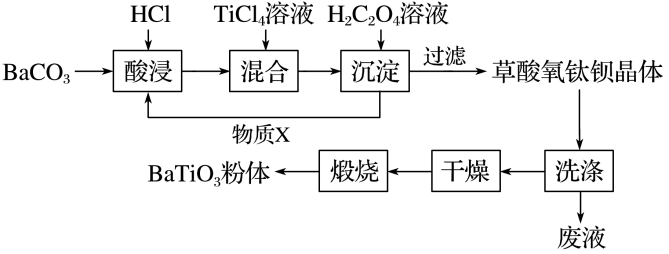 HCl TiCl₄溶液 H₂C₂O₄溶液
BaCO₃ 酸浸 混合 沉淀 过滤 草酸氧钛钡晶体
物质X
BaTiO₃粉体 煅烧 干燥 洗涤
废液